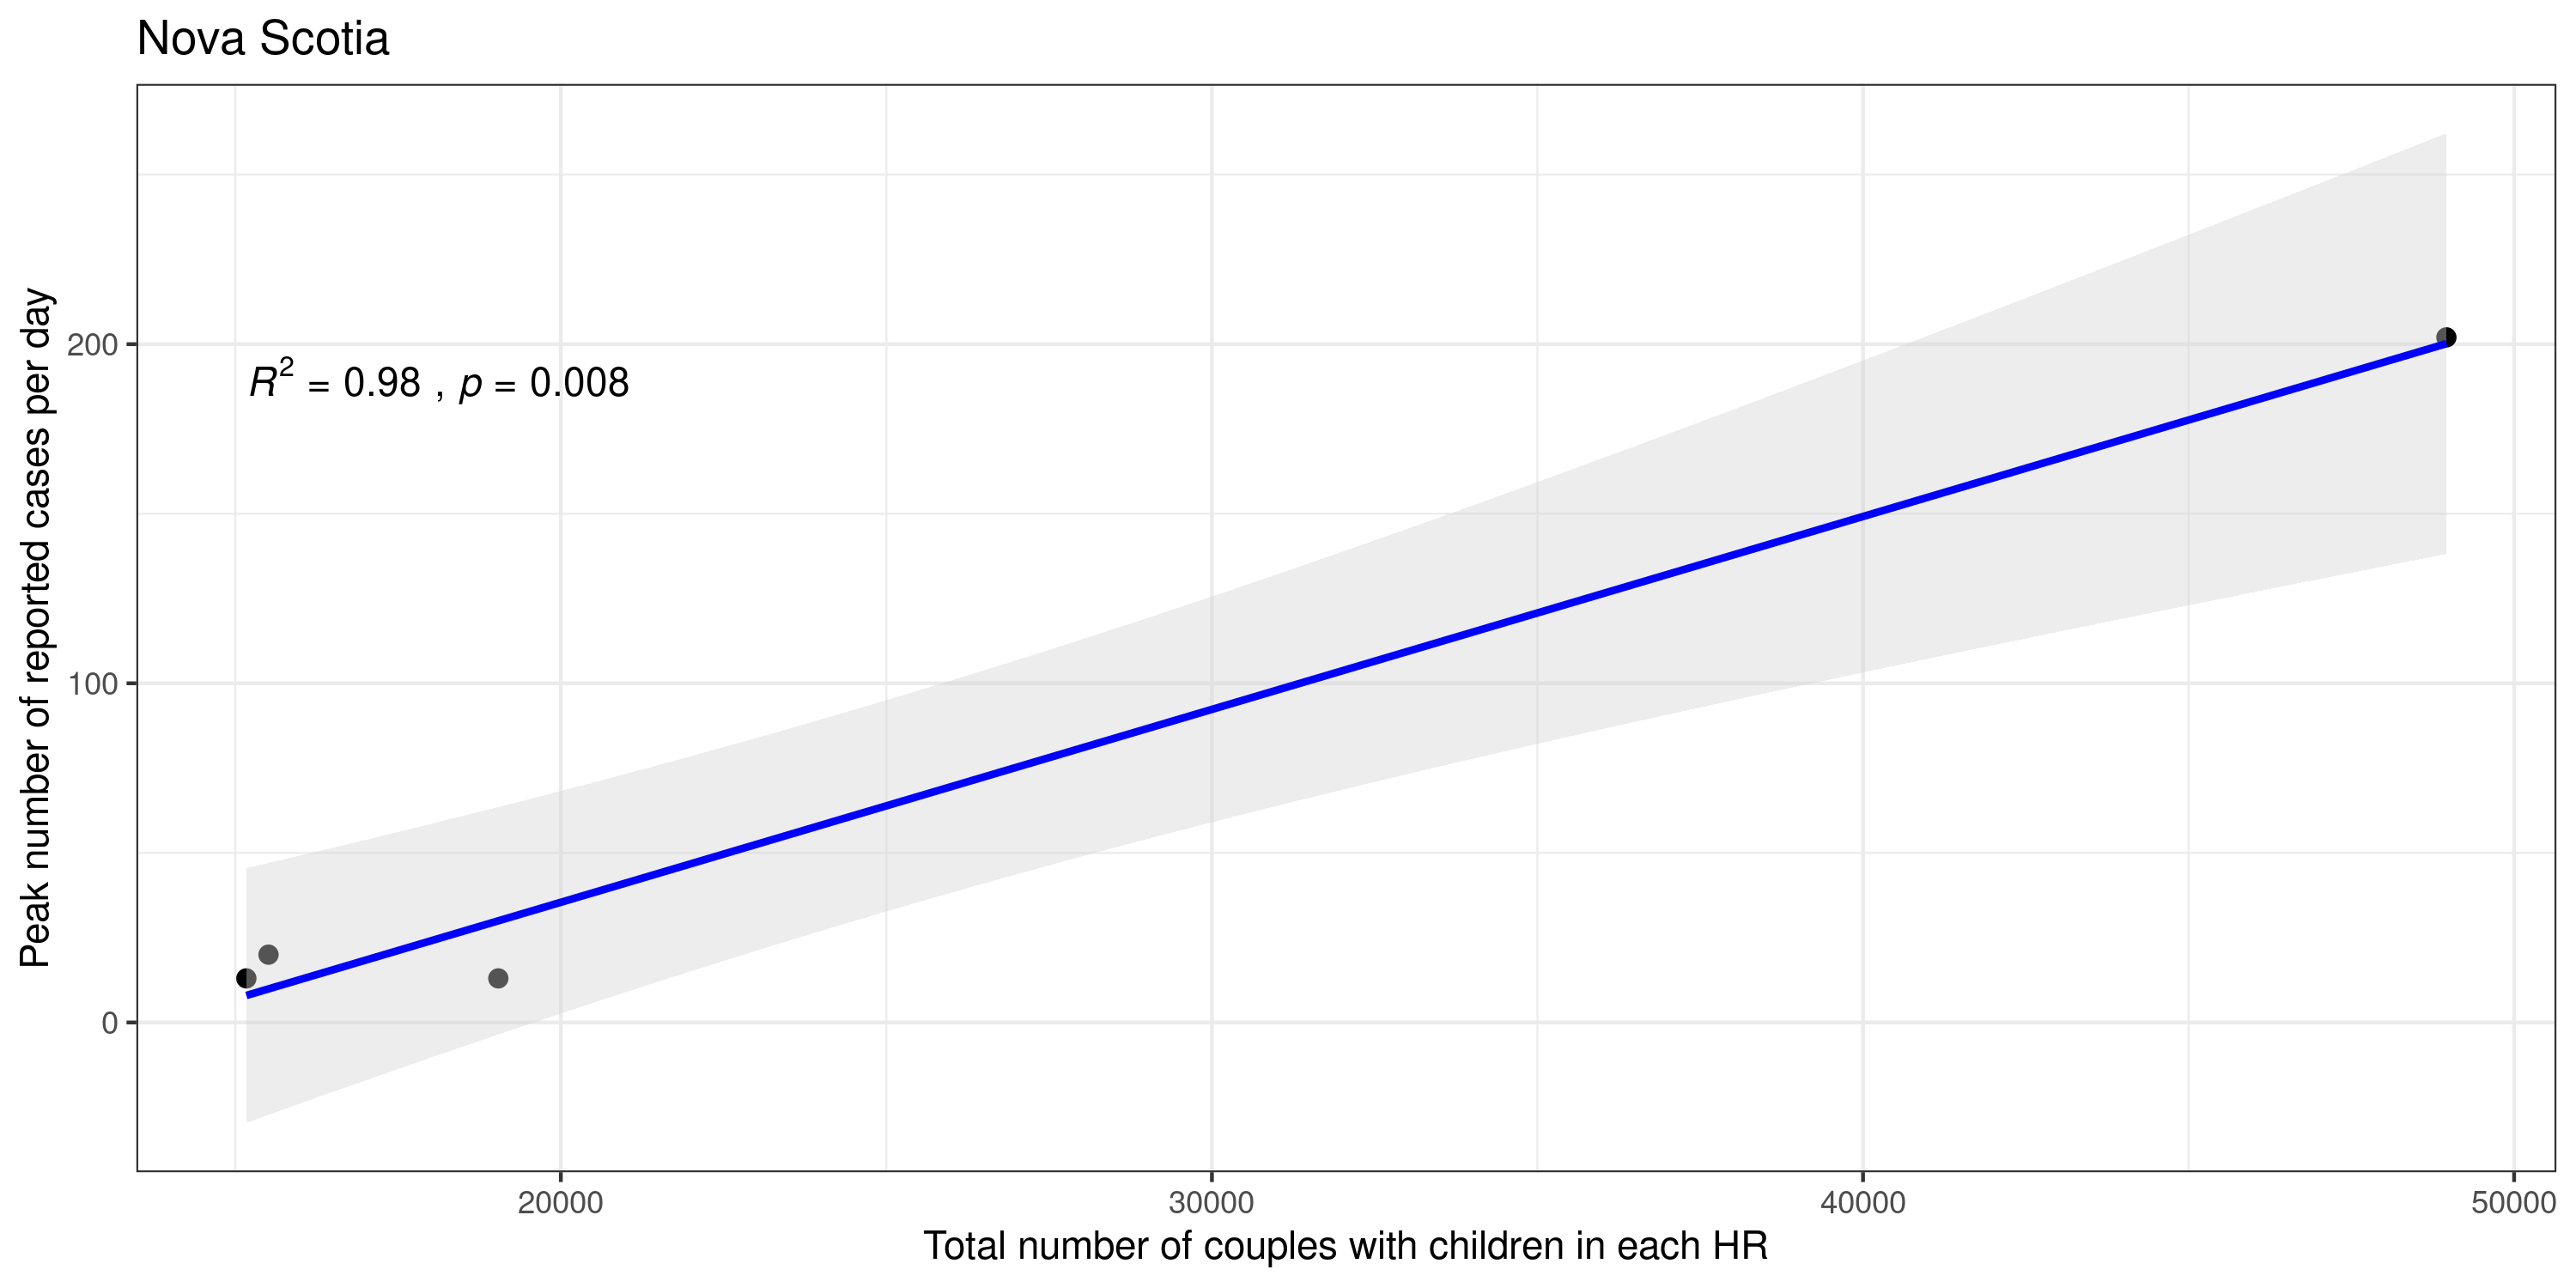 Nova Scotia
Peak number of reported cases per day
200
100
0
R² = 0.98 , p = 0.008
20000
30000
40000
50000
Total number of couples with children in each HR